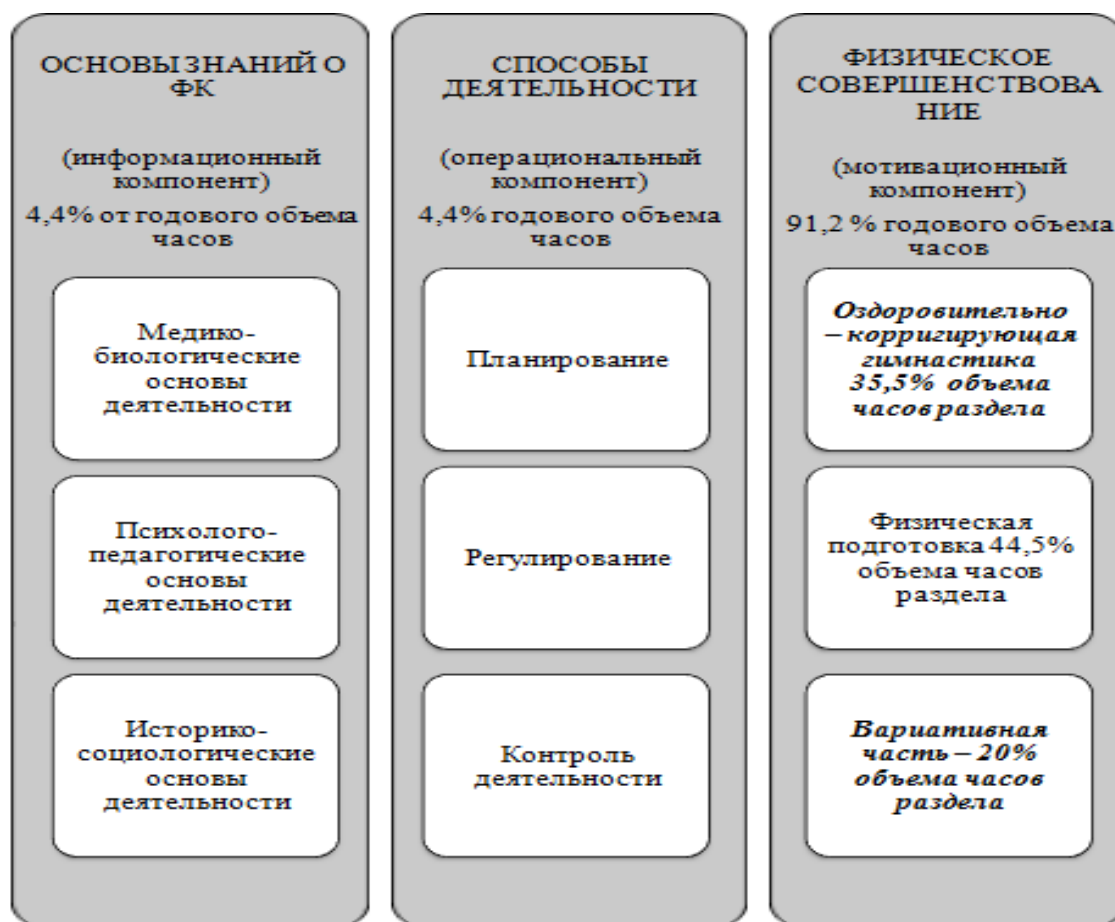 ОСНОВЫ ЗНАНИЙ О
ФК
(информационный
компонент)
4,4% от годового объема
часов
Медико-
биологические
основы
деятельности
Психолого-
педагогические
основы
деятельности
Историко-
социологические
основы
деятельности
СПОСОБЫ
ДЕЯТЕЛЬНОСТИ
(операциональный
компонент)
4,4% годового объема
часов
Планирование
Регулирование
Контроль
деятельности
ФИЗИЧЕСКОЕ
СОВЕРШЕНСТВОВА
НИЕ
(мотивационный
компонент)
91,2 % годового объема
часов
Оздоровительно
– корригирующая
гимнастика
35,5% объема
часов раздела
Физическая
подготовка 44,5%
объема часов
раздела
Вариативная
часть – 20%
объема часов
раздела